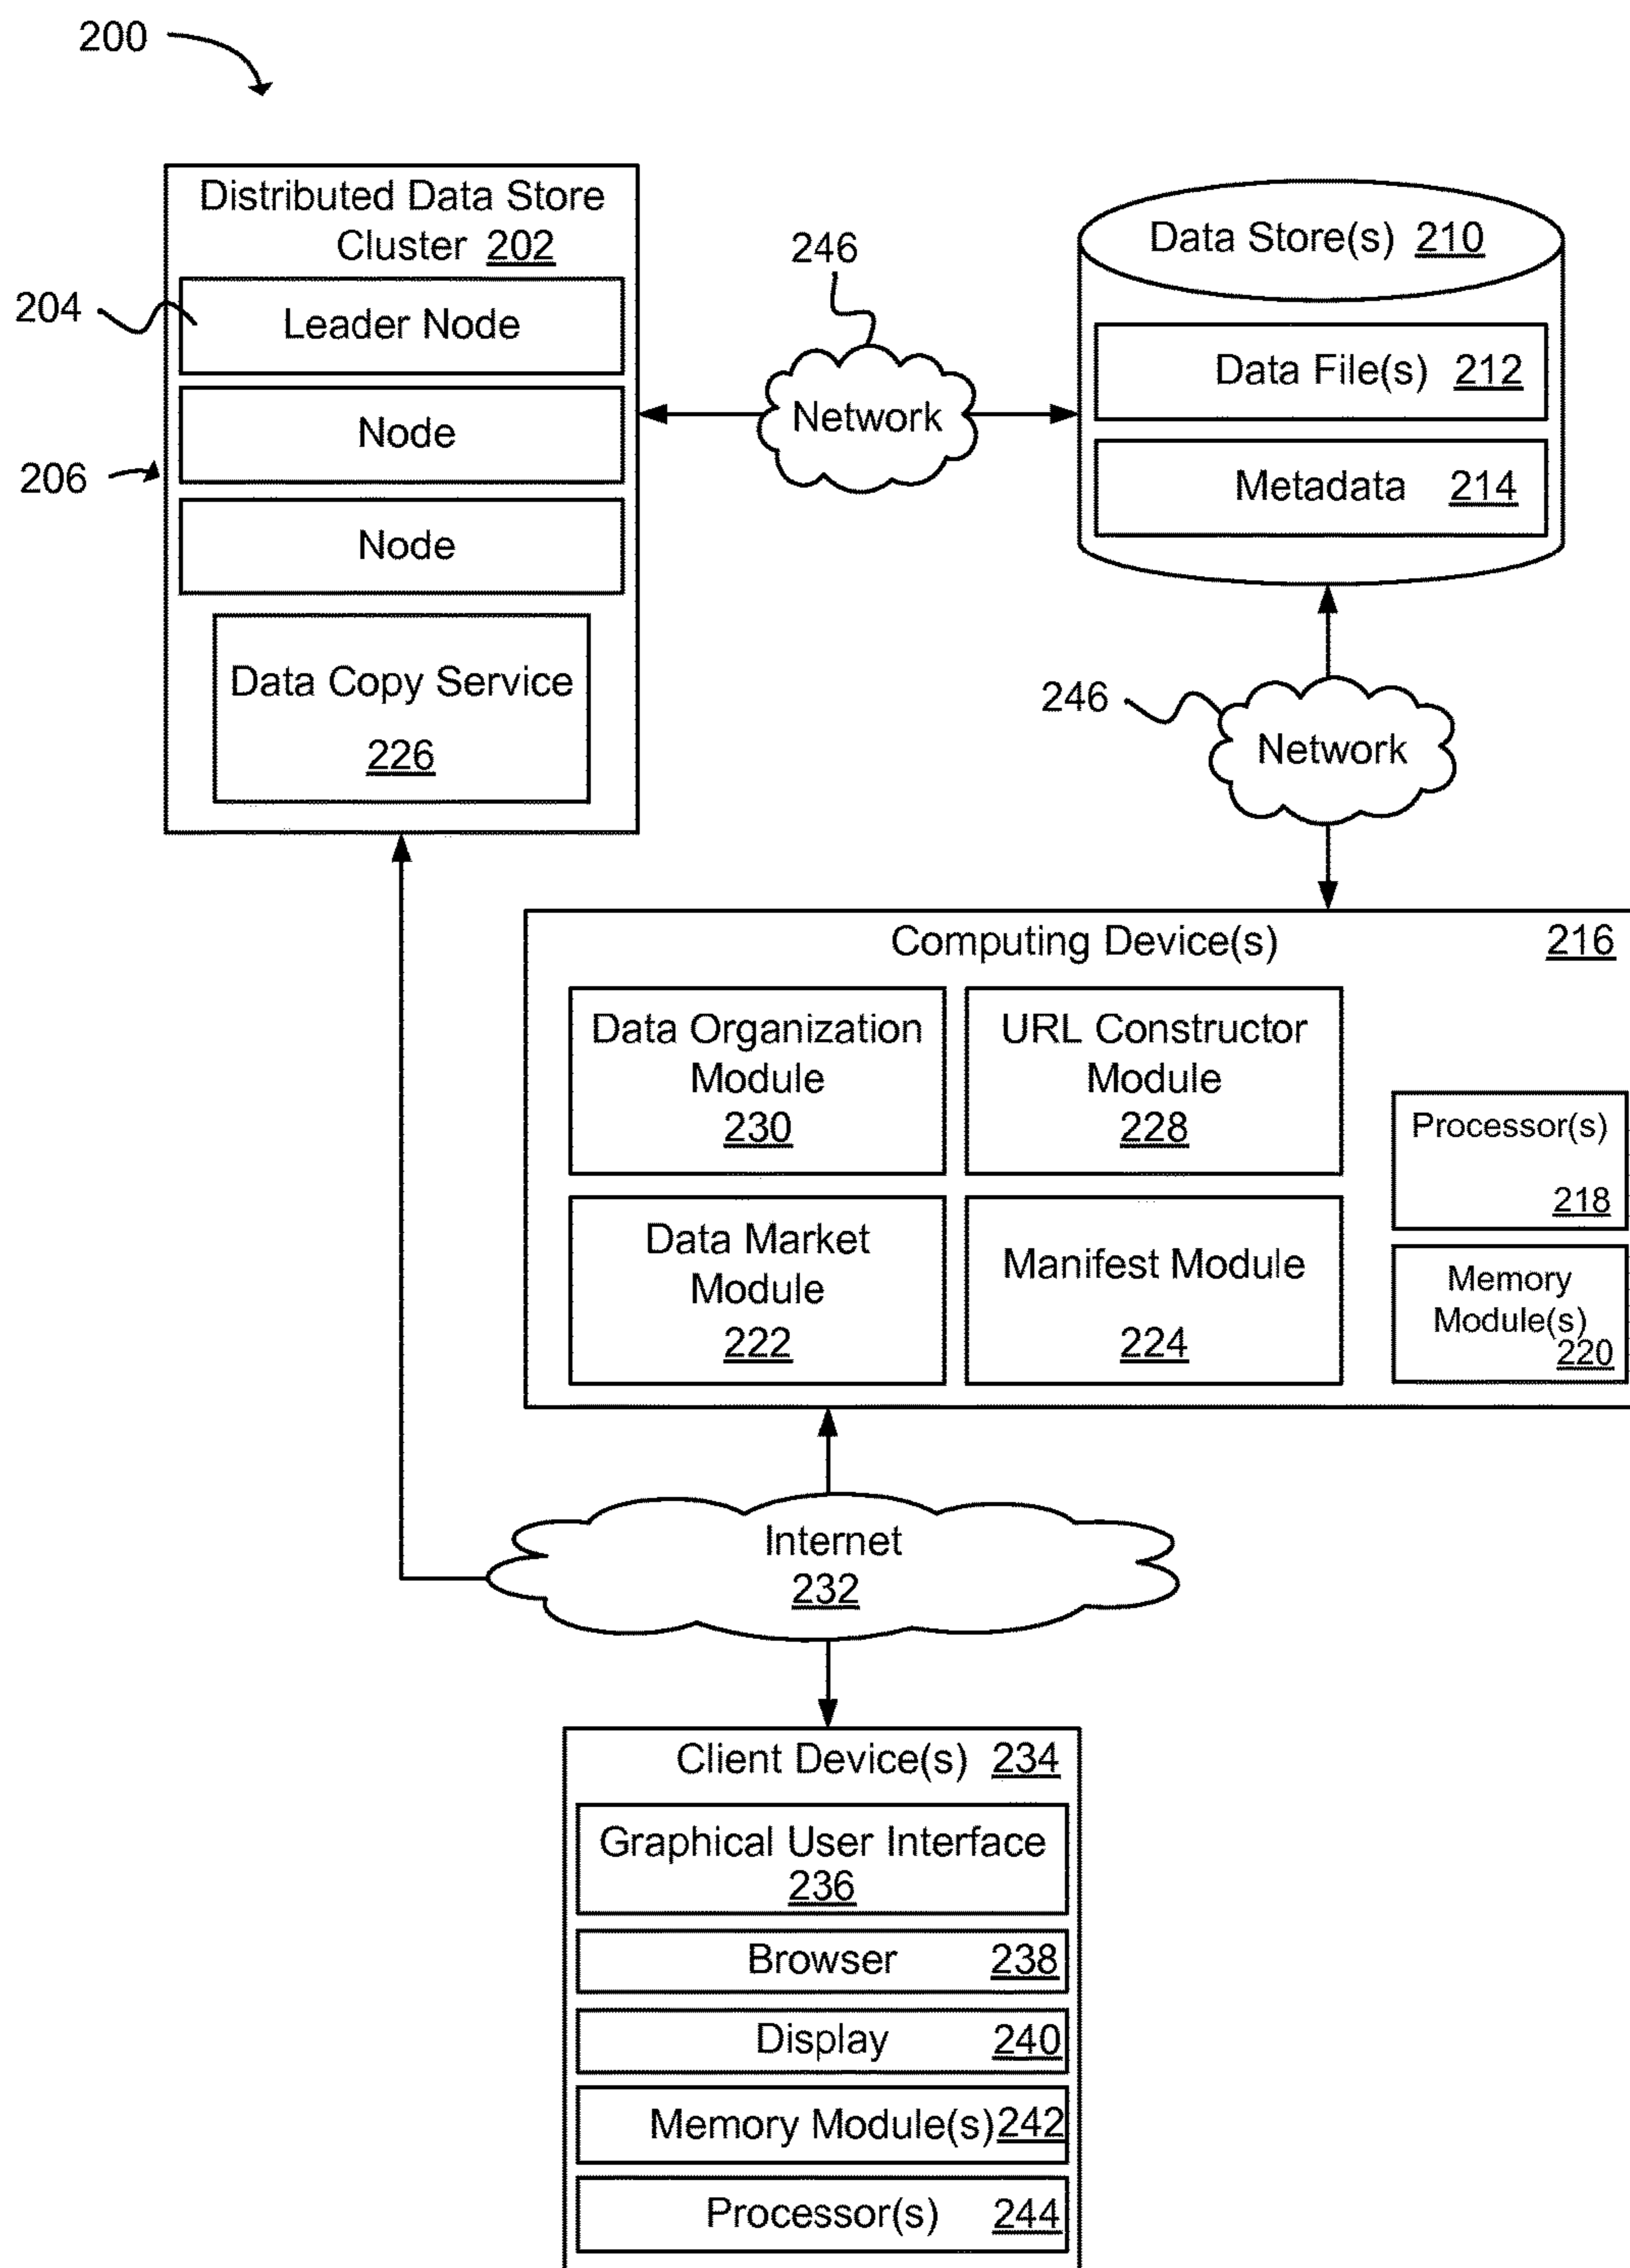 200
Distributed Data Store
Cluster 202
204
Leader Node
Node
206
Node
Data Copy Service
226
246
Network
Data Store(s) 210
Data File(s) 212
Metadata 214
246
Network
Computing Device(s) 216
Data Organization
Module
230
URL Constructor
Module
228
Processor(s)
218
Data Market
Module
222
Manifest Module
224
Memory
Module(s)
220
Internet
232
Client Device(s) 234
Graphical User Interface
236
Browser 238
Display 240
Memory Module(s) 242
Processor(s) 244